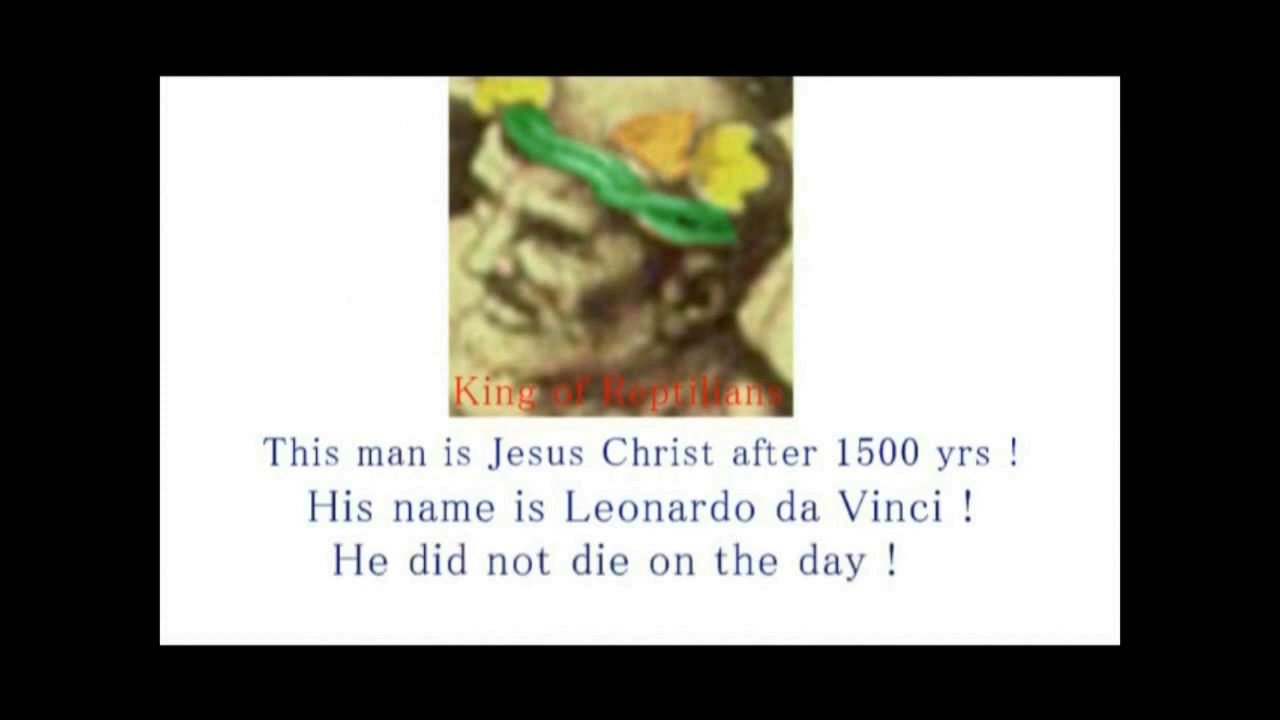 King of Reptilians
This man is Jesus Christ after 1500 yrs !
His name is Leonardo da Vinci !
He did not die on the day !